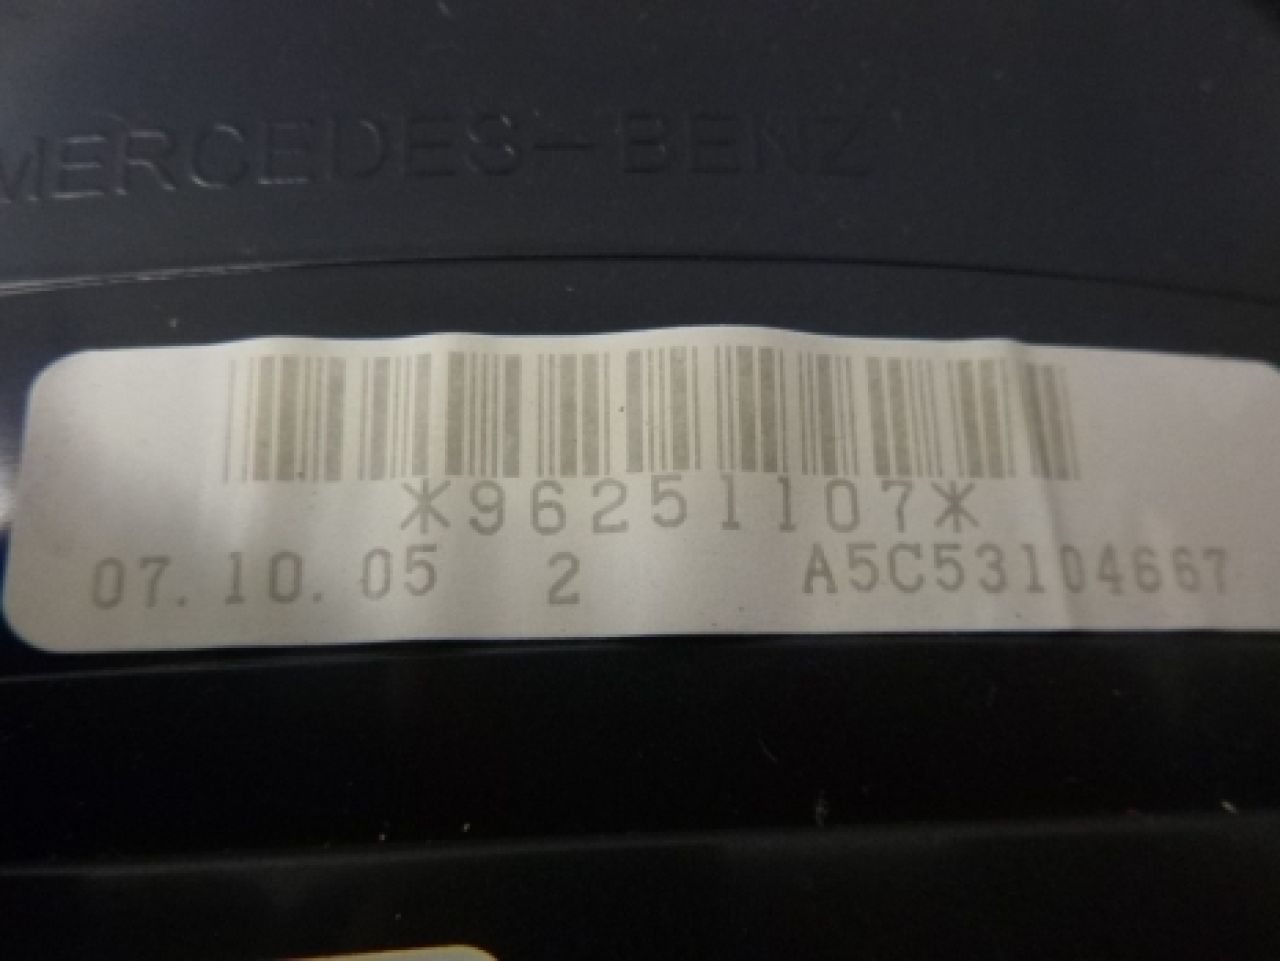 MERCEDES-BENZ
*96251107*
07.10.05 2 A5C53104667